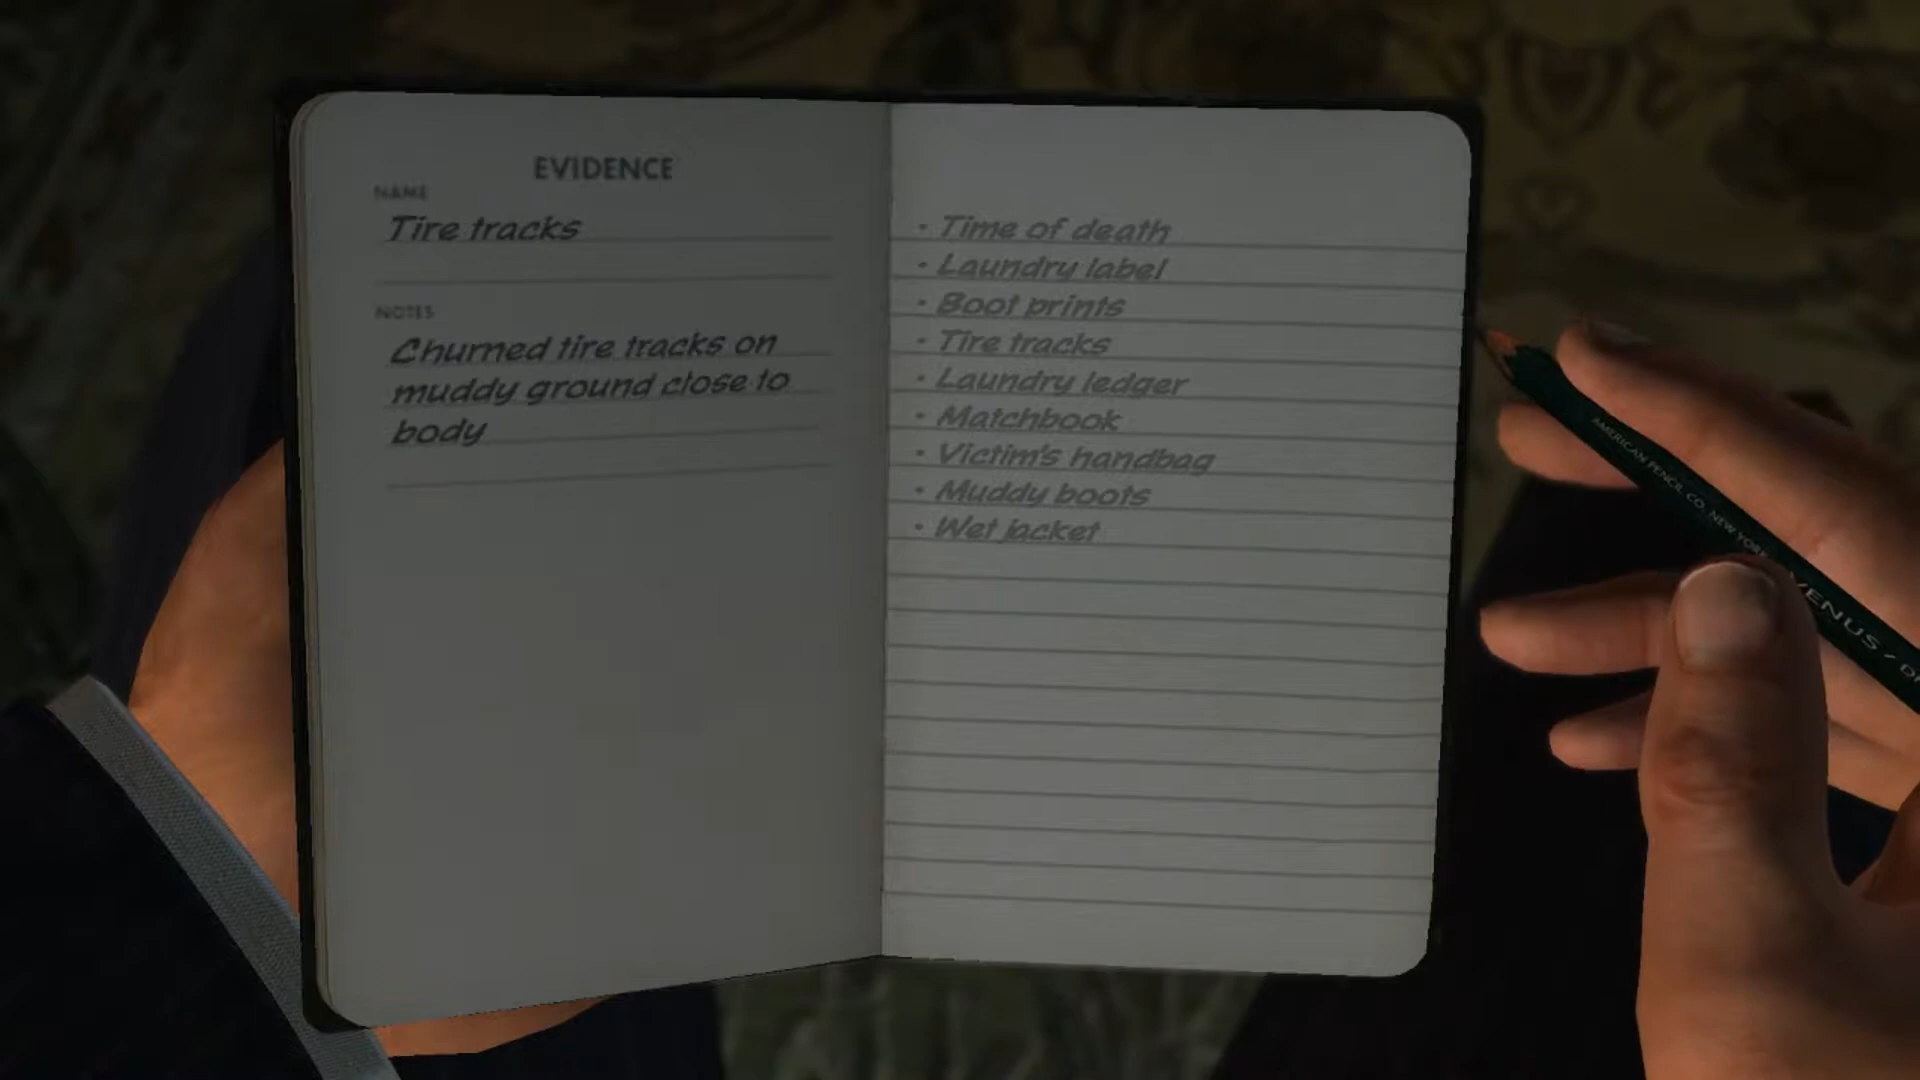 EVIDENCE
NAME
Tire tracks
NOTES
Churned tire tracks on
muddy ground close to
body
• Time of death
• Laundry label
• Boot prints
• Tire tracks
• Laundry ledger
• Matchbook
• Victim's handbag
• Muddy boots
• Wet jacket
AMERICAN PENCIL CO. NEW YORK
VENUS